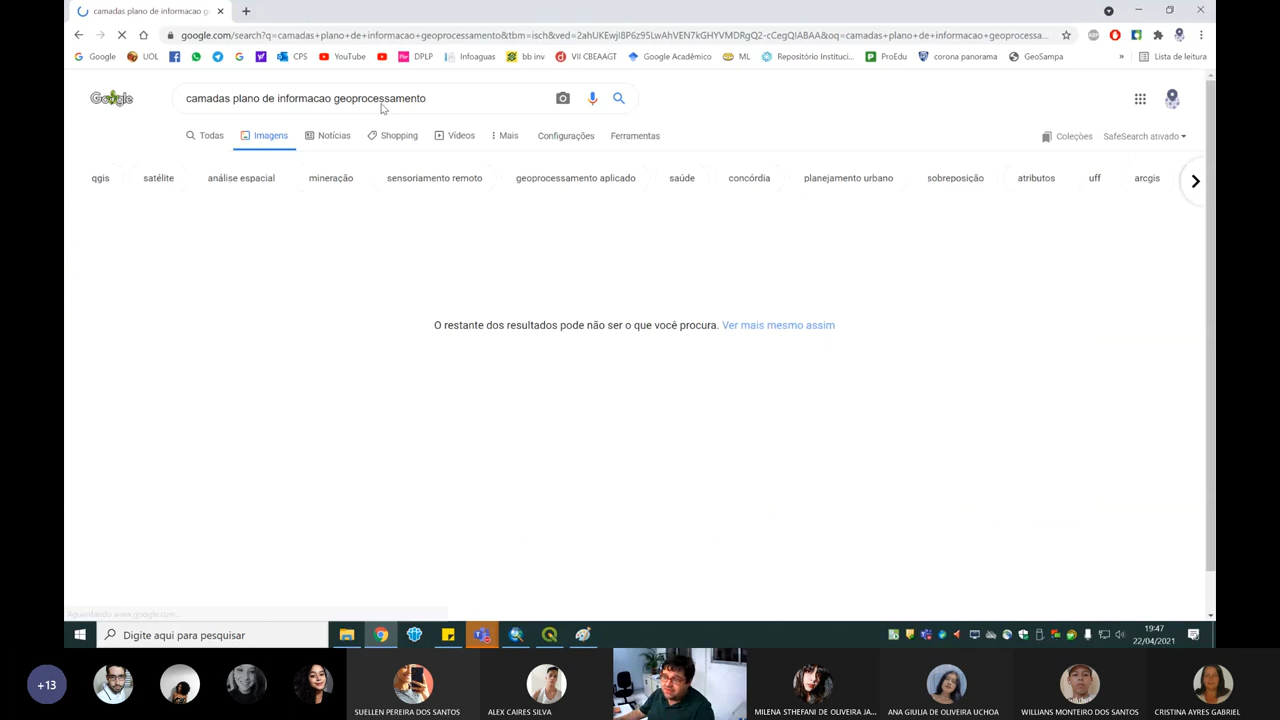 camadas plano de informacao g
google.com/search?q=camadas+plano+de+informacao+geoprocessamento&tbm=isch&ved=2ahUKEwjI8P6z95LwAhVEN7kGHYVMDRgQ2-cCegQIABAA&oq=camadas+plano+de+informacao+geoprocessa...
Google UOL YouTube CPS DPLP Infoaguas bb inv VII CBEAAGT Google Acadêmico ML Repositório Instituci... ProEdu corona panorama GeoSampa » Lista de leitura
Google camadas plano de informacao geoprocessamento
Todas Imagens Notícias Shopping Vídeos Mais Configurações Ferramentas Coleções SafeSearch ativado
qgis satélite análise espacial mineração sensoriamento remoto geoprocessamento aplicado saúde concórdia planejamento urbano sobreposição atributos uff arcgis
O restante dos resultados pode não ser o que você procura. Ver mais mesmo assim
Aguardando www.google.com...
Digite aqui para pesquisar
19:47
22/04/2021
+13
SUELLEN PEREIRA DOS SANTOS ALEX CAIRES SILVA MILENA STHEFANI DE OLIVEIRA JA... ANA GIULIA DE OLIVEIRA UCHOA WILLIANS MONTEIRO DOS SANTOS CRISTINA AYRES GABRIEL